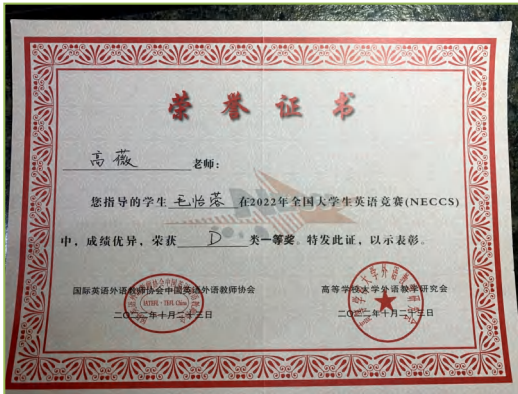 荣誉证书
高薇 老师：
您指导的学生 毛怡蓉 在2022年全国大学生英语竞赛(NECCS)
中，成绩优异，荣获 D 类一等奖。特发此证，以示表彰。
国际英语外语教师协会中国英语外语教师协会 高等学校大学外语教学研究会
二〇二二年十月二十三日 二〇二二年十月二十三日